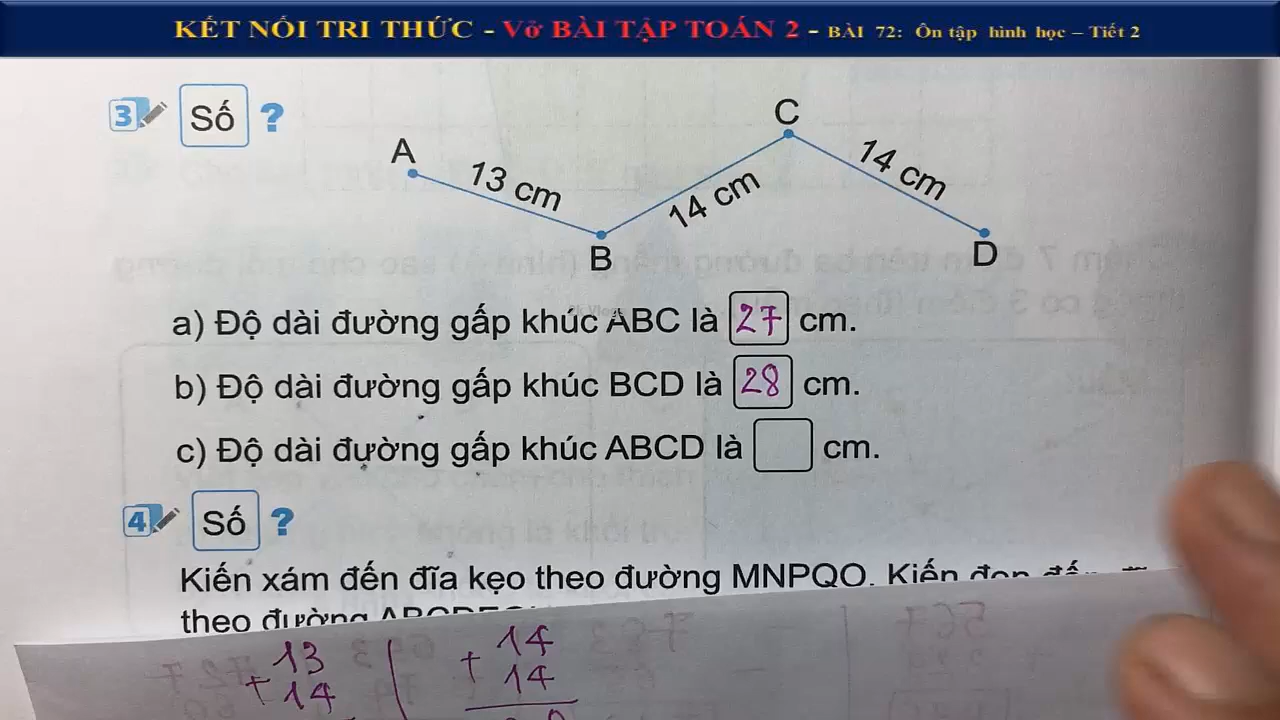 KẾT NỐI TRI THỨC - Vở BÀI TẬP TOÁN 2 - BÀI 72: Ôn tập hình học – Tiết 2
3 Số ?
A
13 cm
B
14 cm
C
14 cm
D
a) Độ dài đường gấp khúc ABC là 27 cm.
b) Độ dài đường gấp khúc BCD là 28 cm.
c) Độ dài đường gấp khúc ABCD là cm.
4 Số ?
Kiến xám đến đĩa kẹo theo đường MNPQO. Kiến
theo đường
13
+ 14
14
+ 14